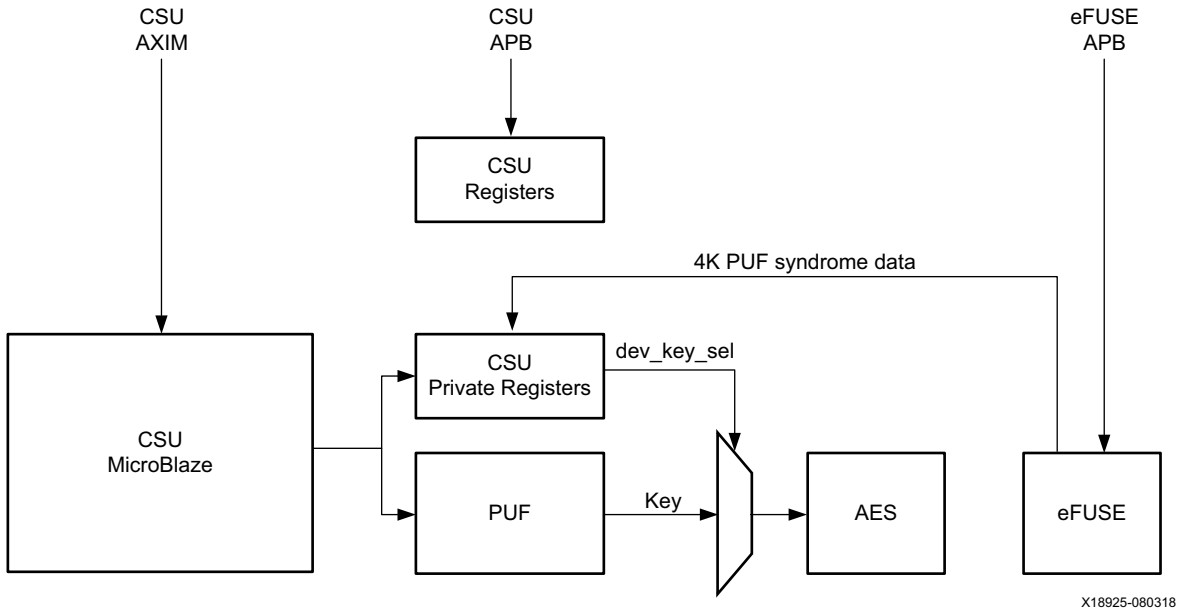 CSU
AXIM
CSU
APB
eFUSE
APB
CSU
Registers
4K PUF syndrome data
CSU
Private Registers
dev_key_sel
CSU
MicroBlaze
PUF
Key
AES
eFUSE
X18925-080318